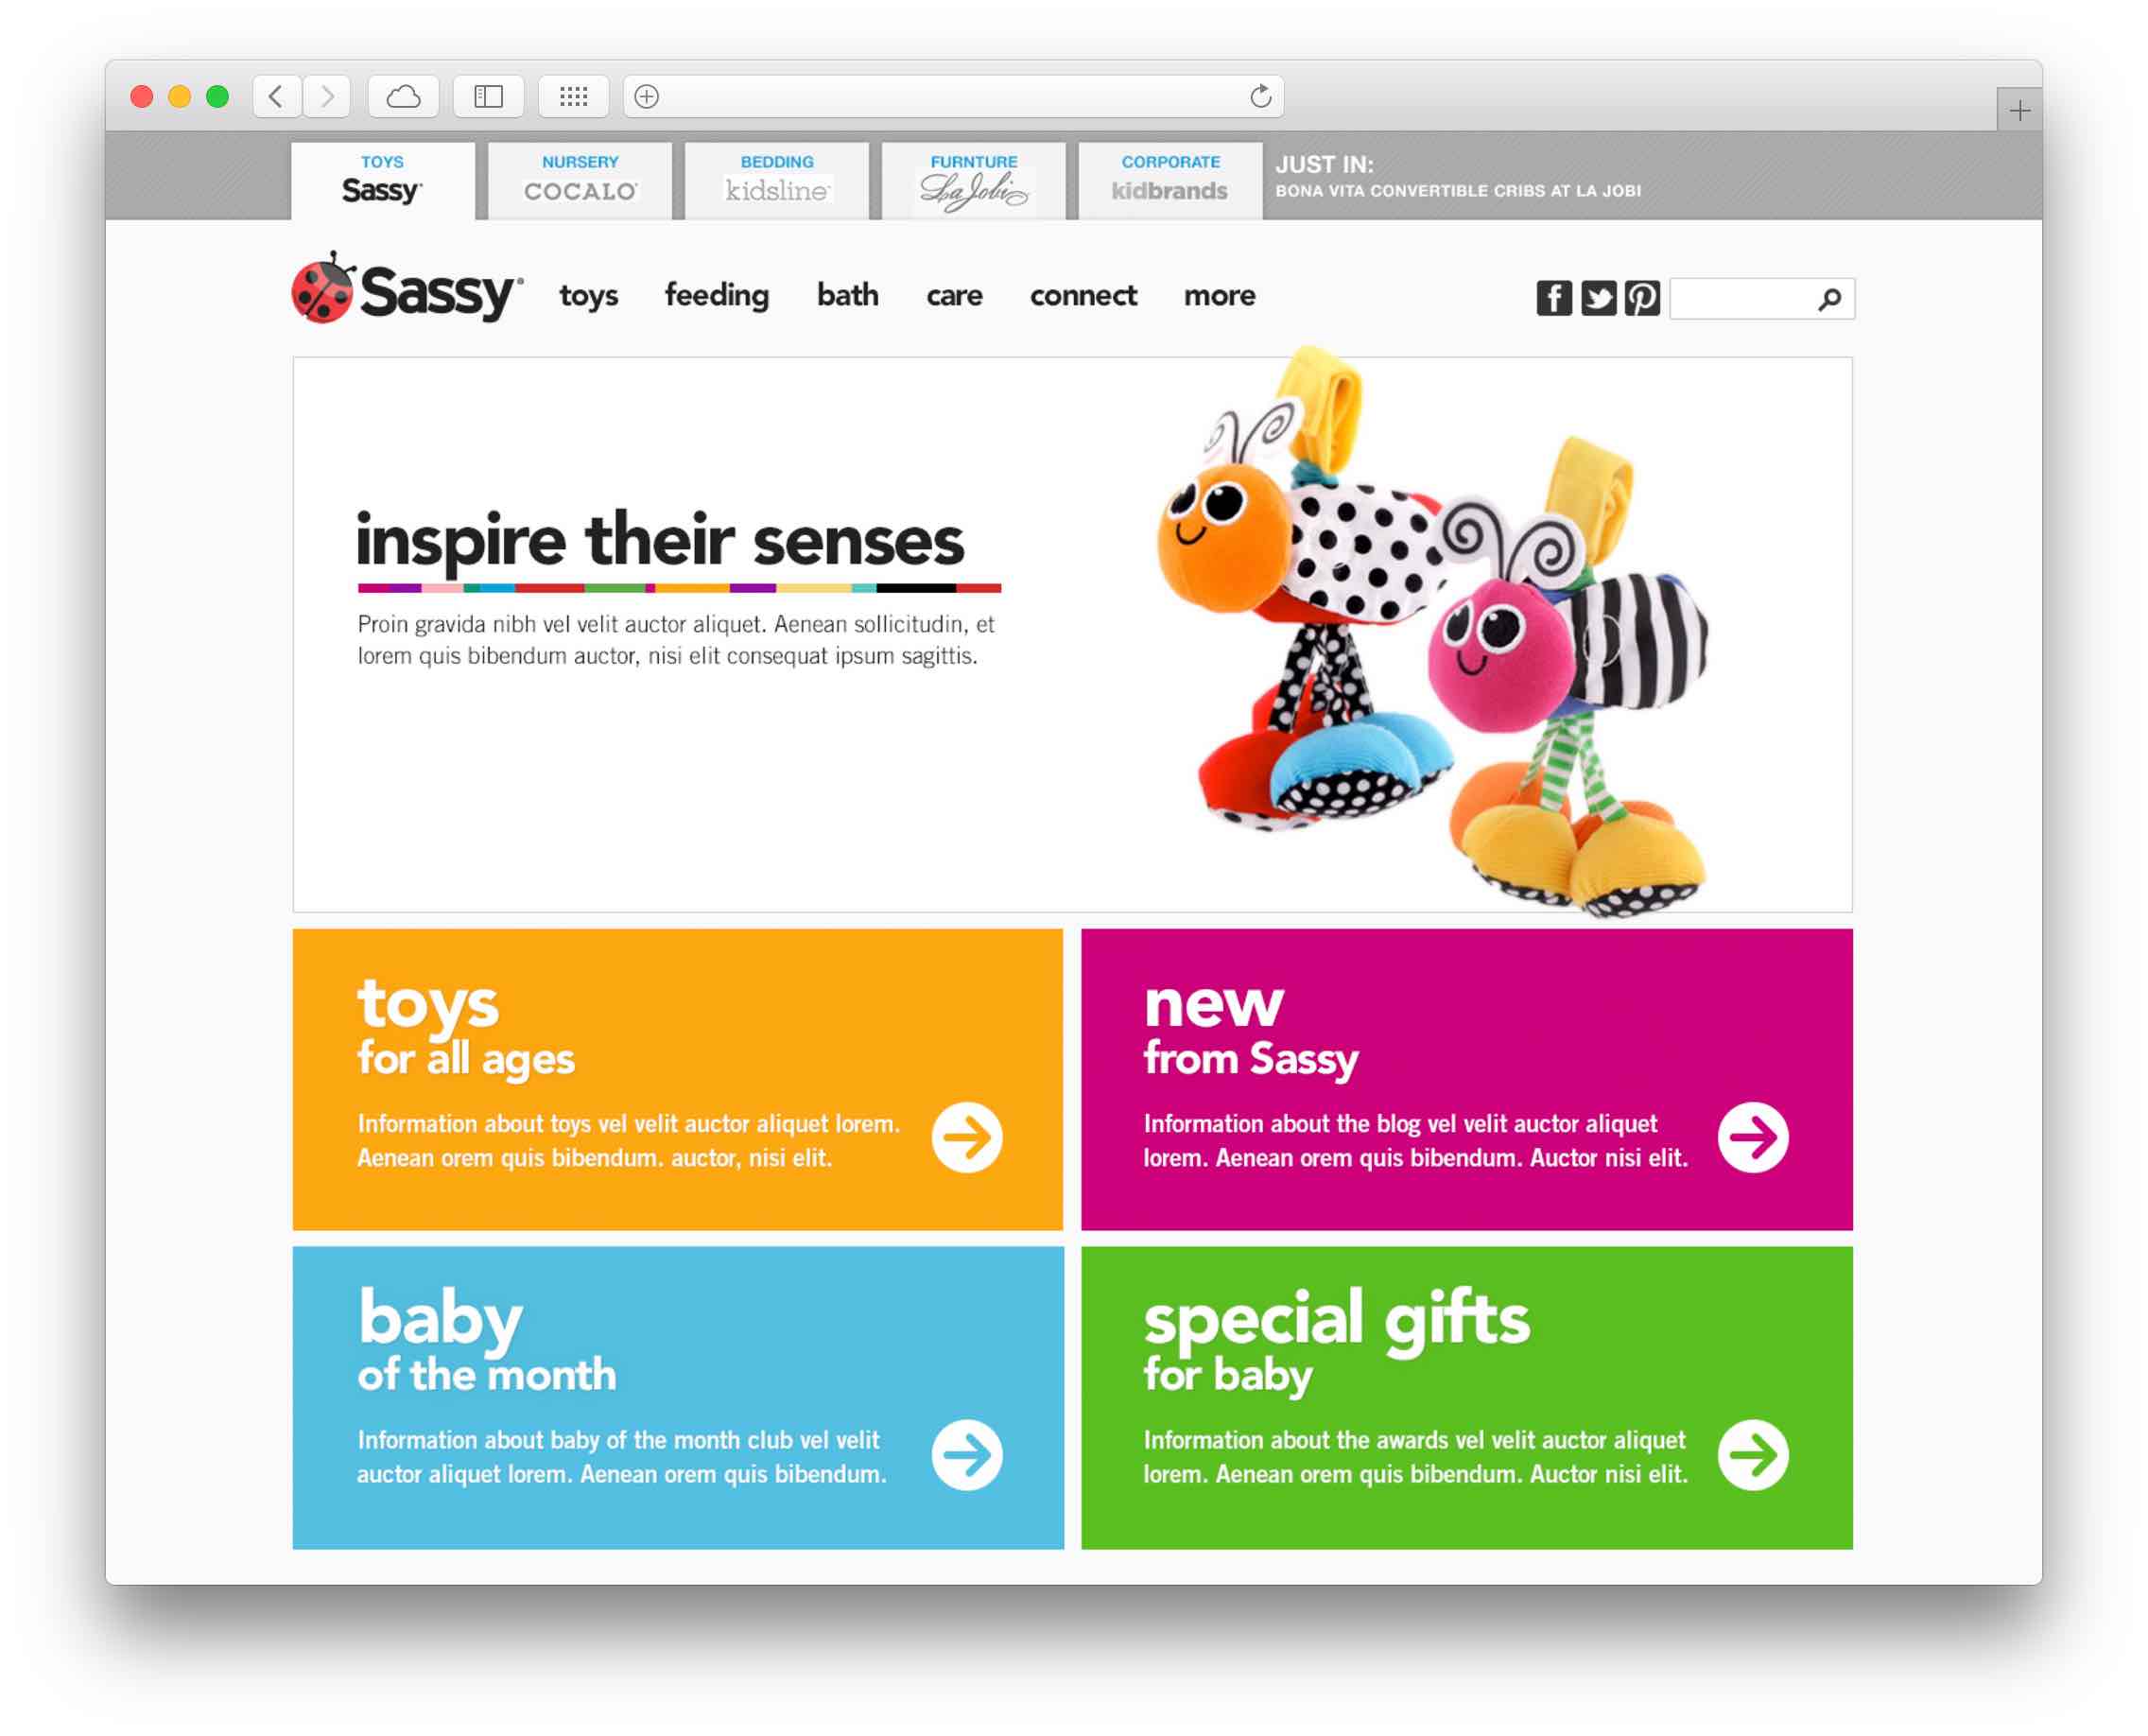 TOYS
Sassy
NURSERY
COCALO
BEDDING
kidsline
FURNTURE
LaJobi
CORPORATE
kidbrands
JUST IN:
BONA VITA CONVERTIBLE CRIBS AT LA JOBI
Sassy
toys feeding bath care connect more
inspire their senses
Proin gravida nibh vel velit auctor aliquet. Aenean sollicitudin, et
lorem quis bibendum auctor, nisi elit consequat ipsum sagittis.
toys
for all ages
Information about toys vel velit auctor aliquet lorem.
Aenean orem quis bibendum. auctor, nisi elit.
new
from Sassy
Information about the blog vel velit auctor aliquet
lorem. Aenean orem quis bibendum. Auctor nisi elit.
baby
of the month
Information about baby of the month club vel velit
auctor aliquet lorem. Aenean orem quis bibendum.
special gifts
for baby
Information about the awards vel velit auctor aliquet
lorem. Aenean orem quis bibendum. Auctor nisi elit.